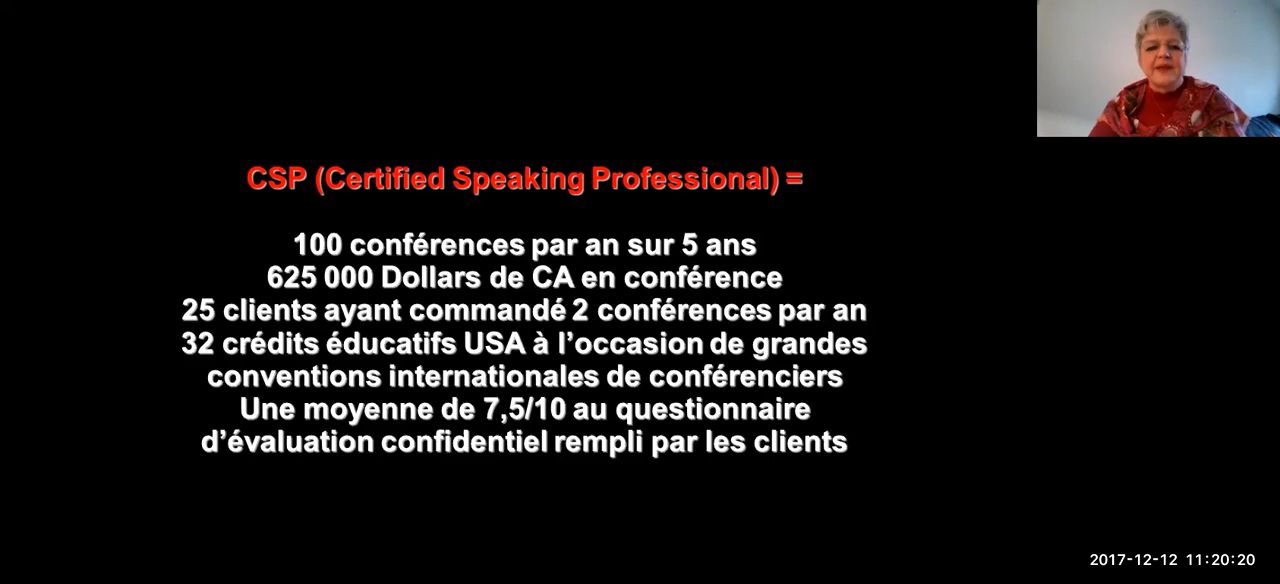 CSP (Certified Speaking Professional) =
100 conférences par an sur 5 ans
625 000 Dollars de CA en conférence
25 clients ayant commandé 2 conférences par an
32 crédits éducatifs USA à l’occasion de grandes
conventions internationales de conférenciers
Une moyenne de 7,5/10 au questionnaire
d’évaluation confidentiel rempli par les clients
2017-12-12 11:20:20